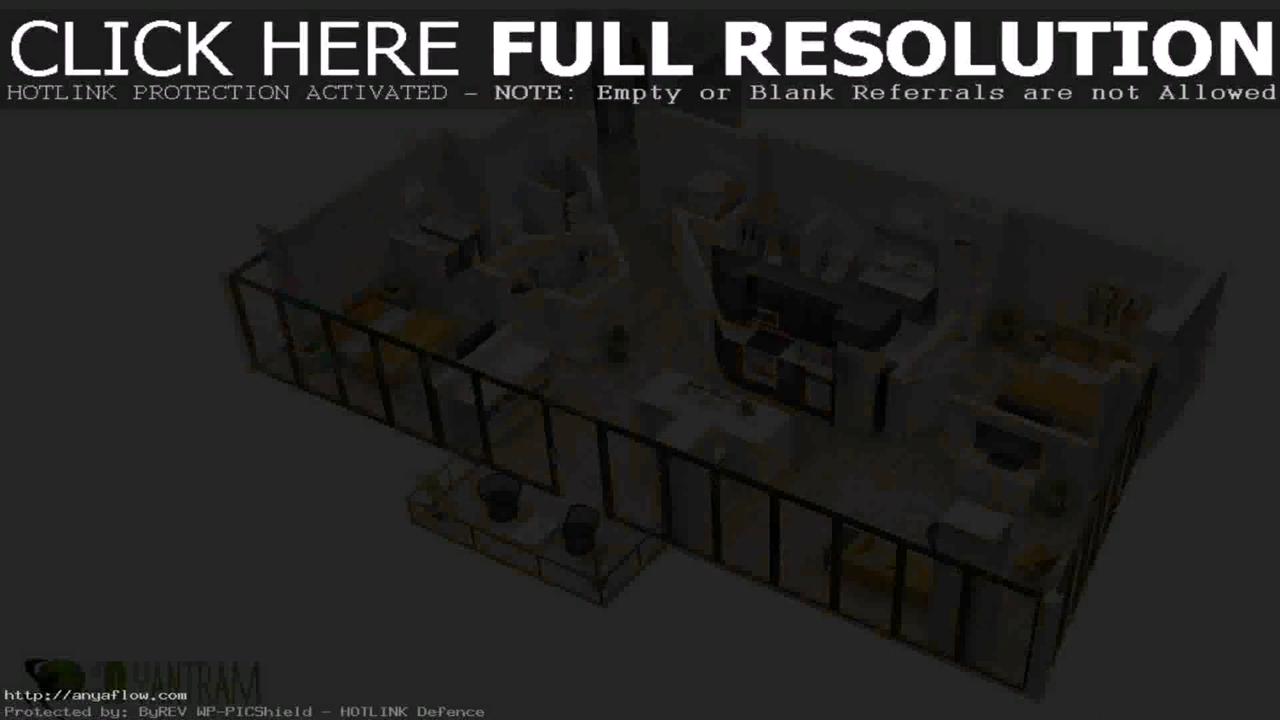 CLICK HERE FULL RESOLUTION
HOTLINK PROTECTION ACTIVATED – NOTE: Empty or Blank Referrals are not Allowed
YANTRAM
http://anyaflow.com
Protected by: ByREV WP-PICShield – HOTLINK Defence